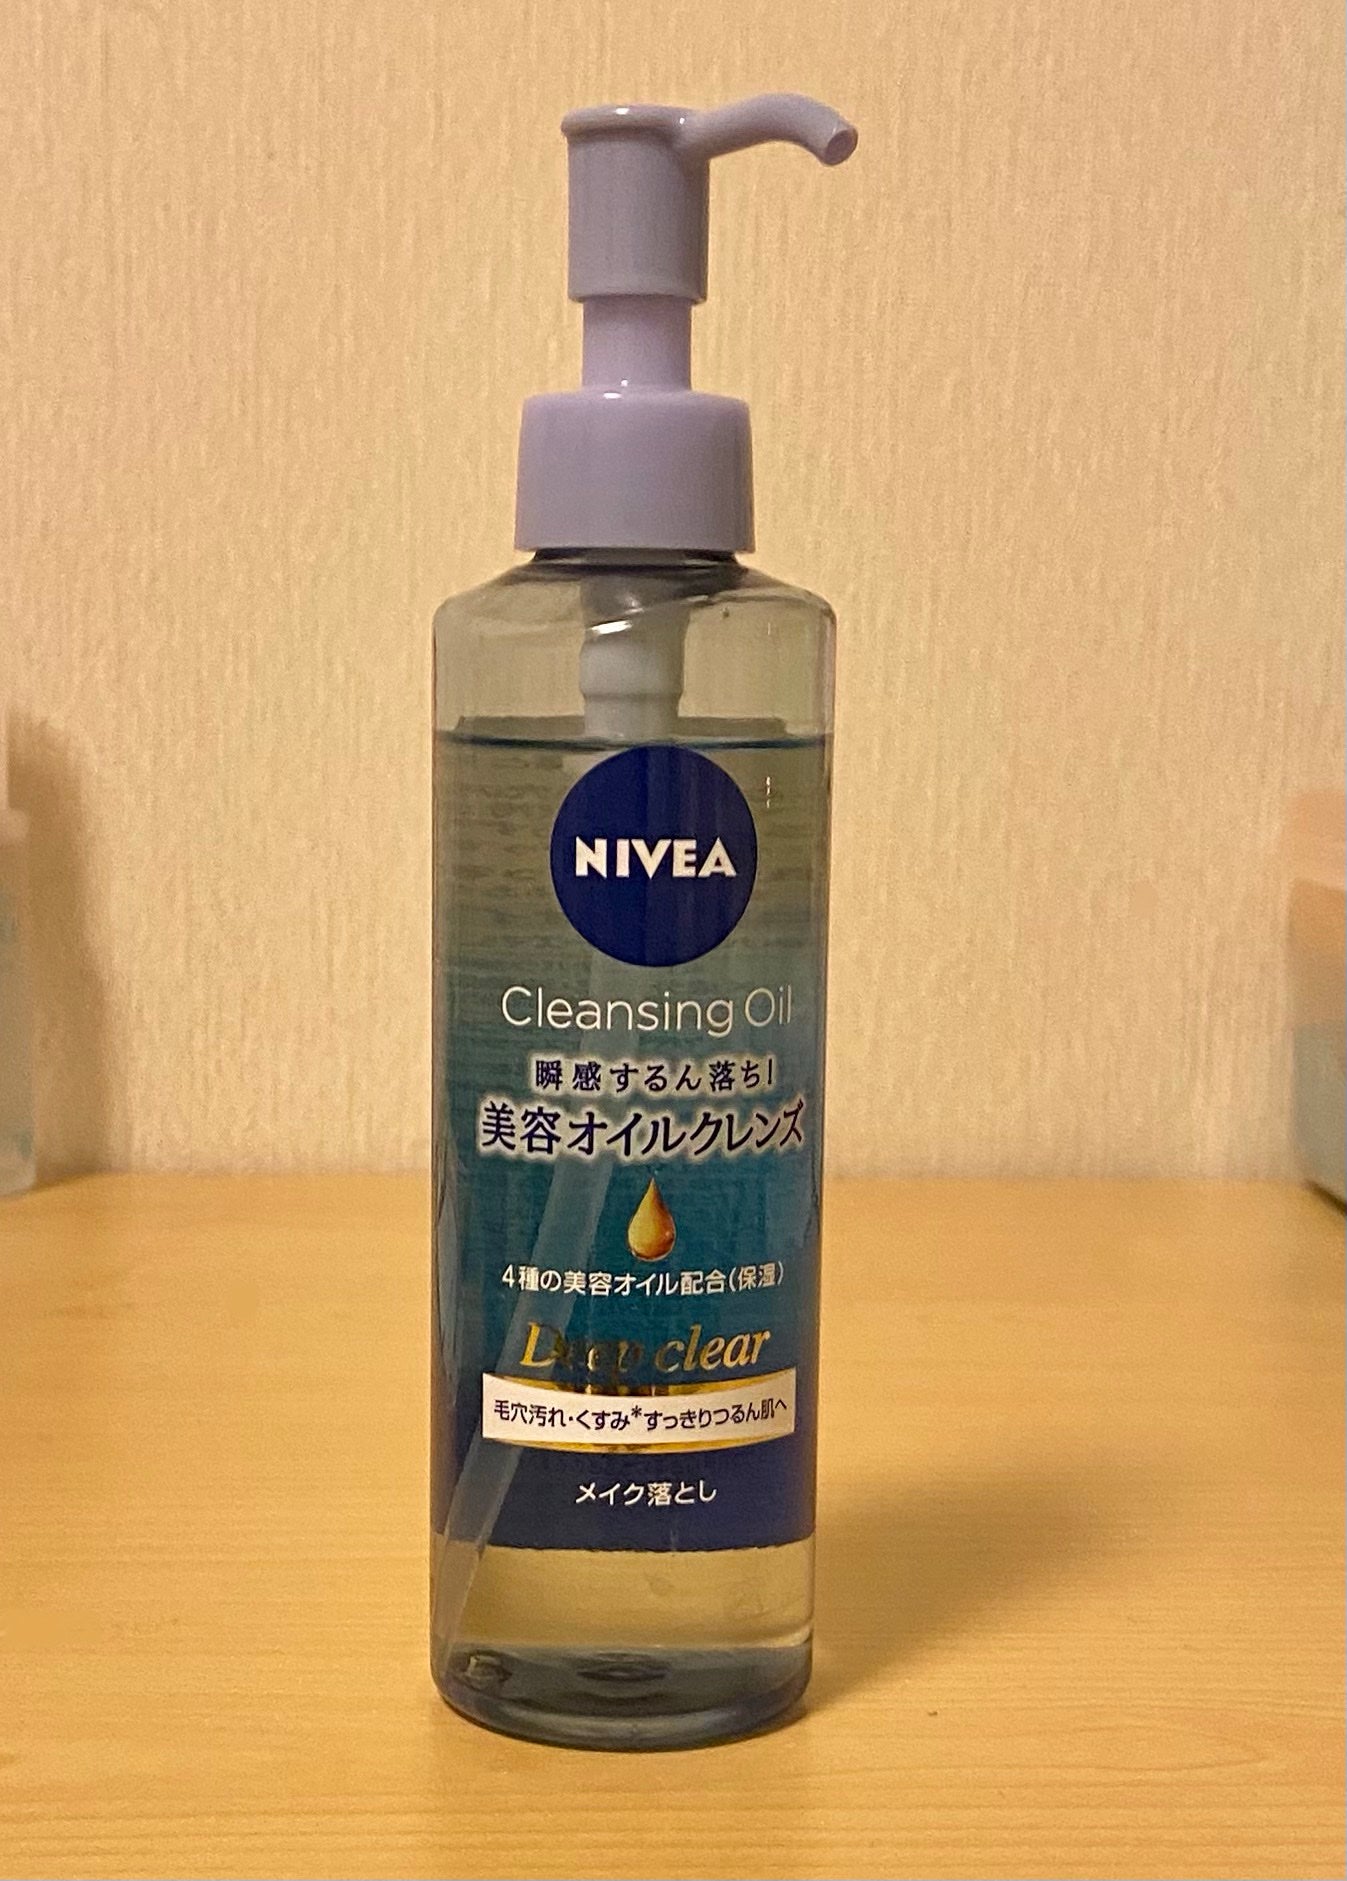 NIVEA
Cleansing Oil
瞬感するん落ち!
美容オイルクレンズ
4種の美容オイル配合(保湿)
Deep clear
毛穴汚れ・くすみ*すっきりつるん肌へ
メイク落とし